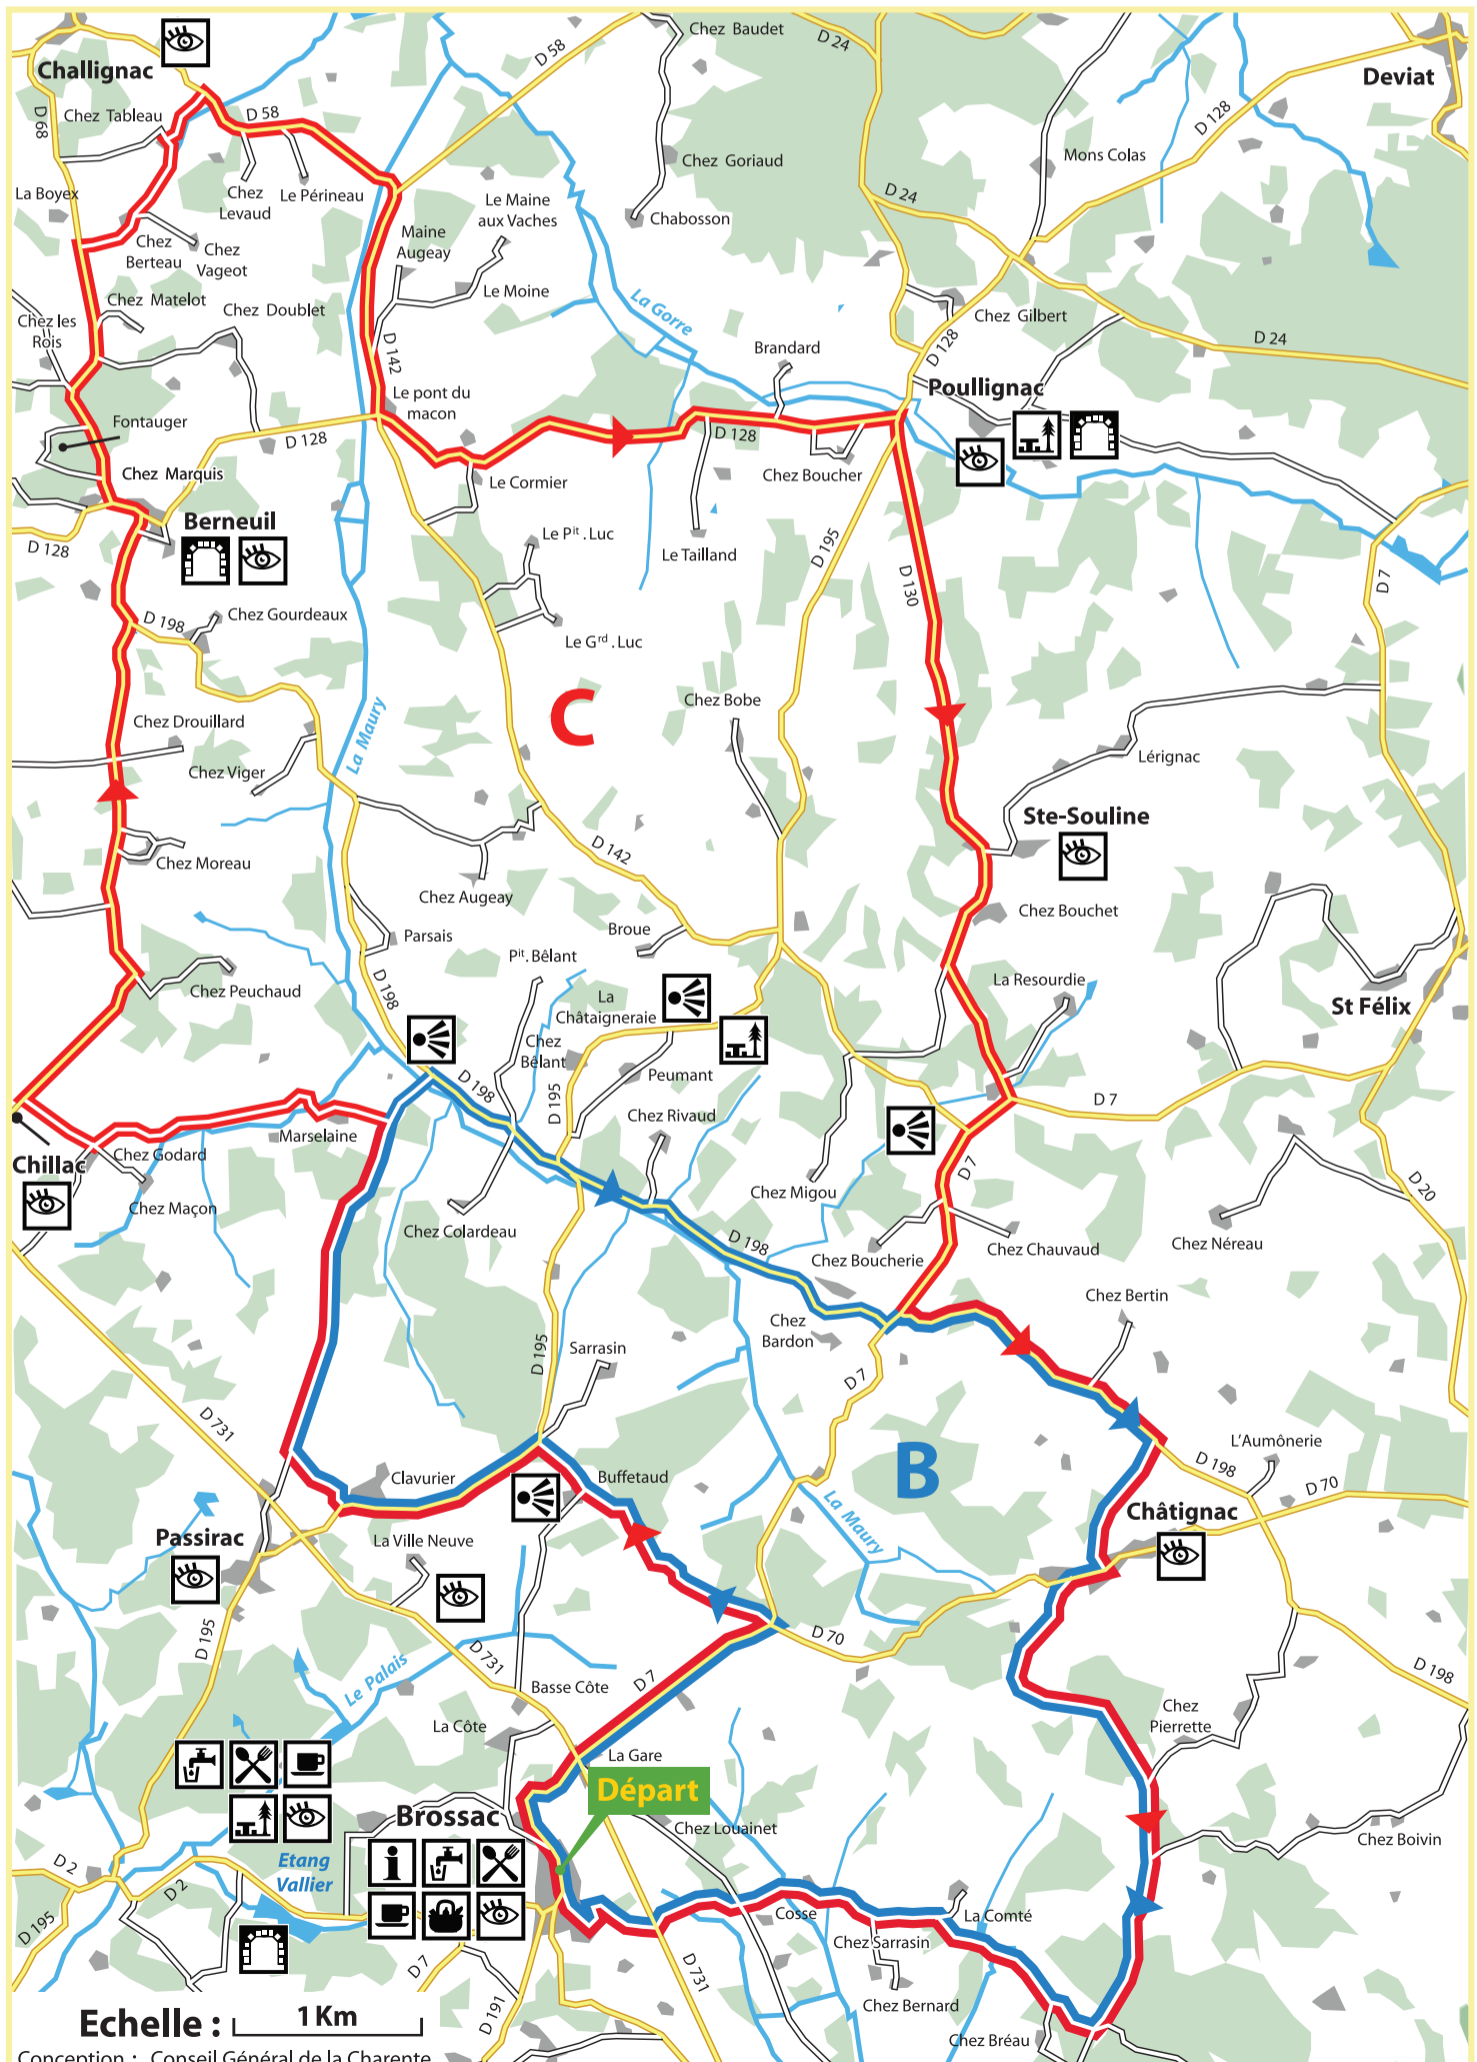 Chez Baudet
D 24
D 58
Challignac
Deviat
D 68
Chez Tableau
D 58
D 128
Mons Colas
Chez Goriaud
La Boyex
Chez
Levaud
Le Périneau
Le Maine
aux Vaches
D 24
Chabosson
Maine
Augeay
Chez
Berteau
Chez
Vageot
Le Moine
Chez Matelot
Chez Doublet
La Gorre
Chez les
Rois
Chez Gilbert
D 142
D 128
D 24
Brandard
Le pont du
macon
Poullignac
Fontauger
D 128
D 128
Chez Marquis
Chez Boucher
Le Cormier
Berneuil
D 128
Le Pit . Luc
Le Tailland
D 195
D 130
D 7
D 198
Chez Gourdeaux
Le Grd . Luc
C
Chez Bobe
Chez Drouillard
La Maury
Lérignac
Chez Viger
Ste-Souline
D 142
Chez Moreau
Chez Augeay
Chez Bouchet
Parsais
Broue
Pit. Bêlant
D 198
Chez Peuchaud
La
Châtaigneraie
La Resourdie
St Félix
Chez
Bêlant
Peumant
D 198
D 195
Chez Rivaud
D 7
Marselaine
Chez Godard
Chillac
D 7
Chez Migou
D 20
Chez Maçon
Chez Colardeau
D 198
Chez Boucherie
Chez Chauvaud
Chez Néreau
Chez Bertin
Chez
Bardon
D 195
Sarrasin
D 7
D 731
L'Aumônerie
Clavurier
Buffetaud
B
D 198
D 70
La Maury
Châtignac
Passirac
La Ville Neuve
D 195
D 70
Le Palais
D 731
D 7
D 198
Basse Côte
Chez
Pierrette
La Côte
La Gare
Départ
Brossac
Chez Louainet
Chez Boivin
Etang
Vallier
D 2
D 2
D 195
Cosse
La Comté
Chez Sarrasin
D 7
D 731
Chez Bernard
D 191
Chez Bréau
Echelle : 1 Km
Conception : Conseil Général de la Charente